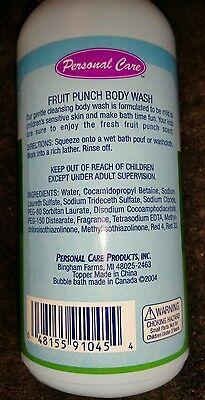 Personal Care™
FRUIT PUNCH BODY WASH
Our gentle cleansing body wash is formulated to be mild to
children's sensitive skin and make bath time fun. Your kids
are sure to enjoy the fresh fruit punch scent.
DIRECTIONS: Squeeze onto a wet bath pouf or washcloth.
Work into a rich lather. Rinse off.
KEEP OUT OF REACH OF CHILDREN
EXCEPT UNDER ADULT SUPERVISION.
INGREDIENTS: Water, Cocamidopropyl Betaine, Sodium
Laureth Sulfate, Sodium Trideceth Sulfate, Sodium Chloride,
PEG-80 Sorbitan Laurate, Disodium Cocoamphoacetate,
PEG-150 Distearate, Fragrance, Tetrasodium EDTA, Methyl-
chloroisothiazolinone, Methylisothiazolinone, Red 4, Red 33.
PERSONAL CARE PRODUCTS, INC.
Bingham Farms, MI 48025-2463
Topper Made in China
Bubble bath made in Canada ©2004
6 48155 91045 4
WARNING:
CHOKING HAZARD
Small Parts Not for
Children Under 3 Years